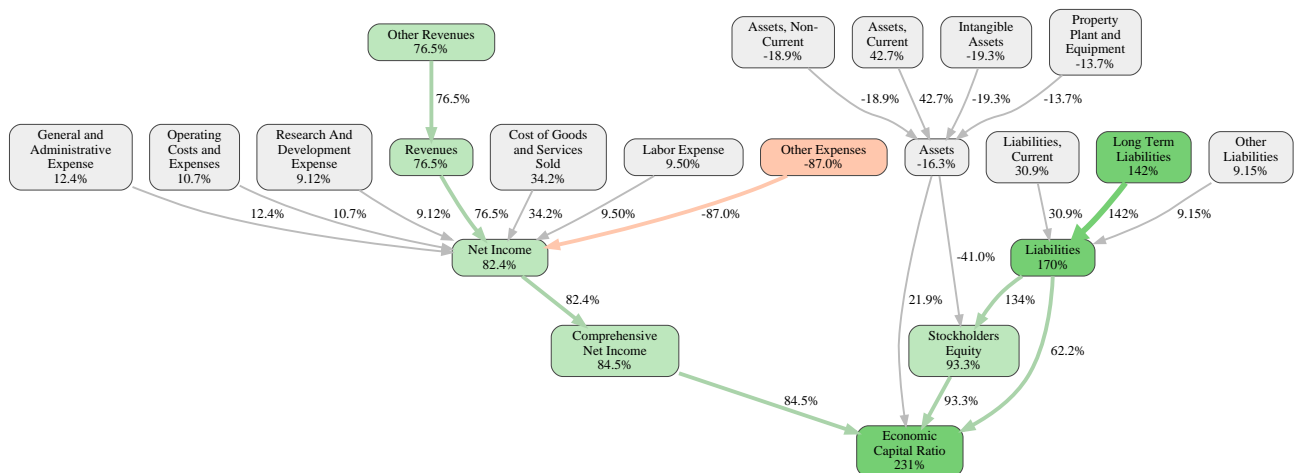 Other Revenues
76.5%
Assets, Non-
Current
-18.9%
Assets,
Current
42.7%
Intangible
Assets
-19.3%
Property
Plant and
Equipment
-13.7%
76.5%
-18.9%
42.7%
-19.3%
-13.7%
General and
Administrative
Expense
12.4%
Operating
Costs and
Expenses
10.7%
Research And
Development
Expense
9.12%
Revenues
76.5%
Cost of Goods
and Services
Sold
34.2%
Labor Expense
9.50%
Other Expenses
-87.0%
Assets
-16.3%
Liabilities,
Current
30.9%
Long Term
Liabilities
142%
Other
Liabilities
9.15%
12.4%
10.7%
9.12%
76.5%
34.2%
9.50%
-87.0%
30.9%
142%
9.15%
Net Income
82.4%
-41.0%
Liabilities
170%
82.4%
21.9%
134%
Comprehensive
Net Income
84.5%
Stockholders
Equity
93.3%
62.2%
84.5%
93.3%
Economic
Capital Ratio
231%